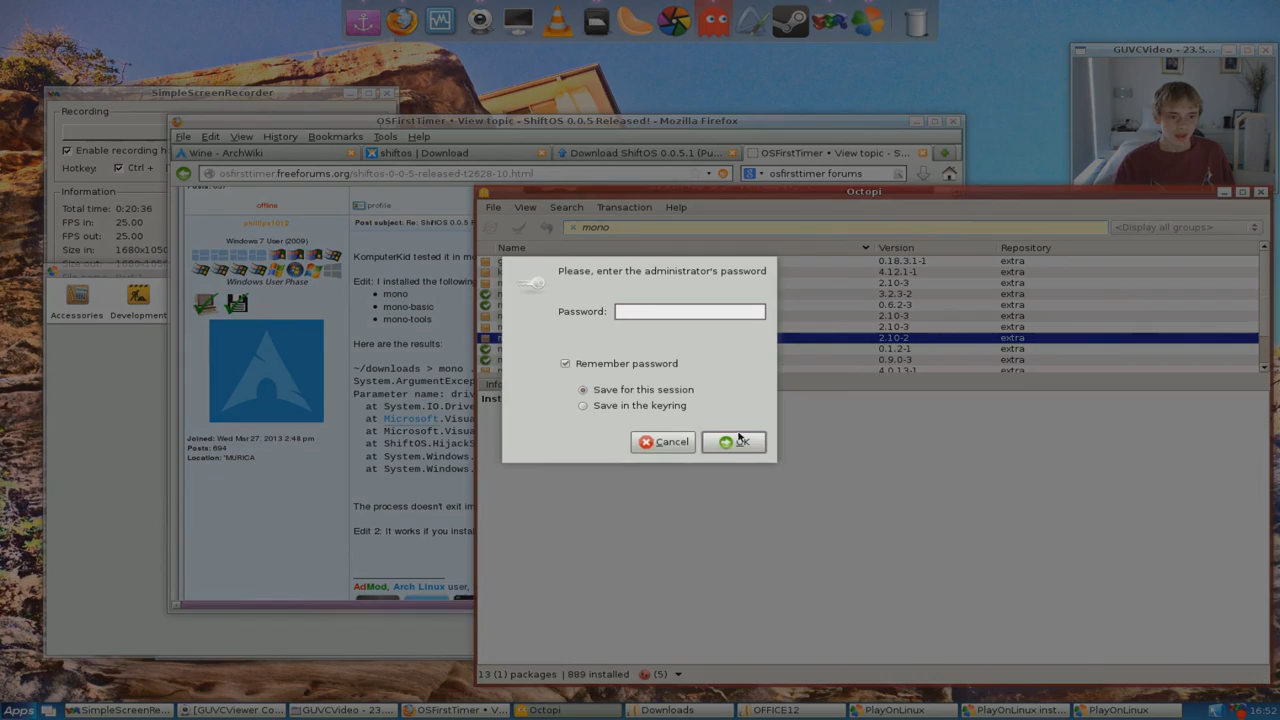 GUVCVideo - 23.5...
SimpleScreenRecorder
Recording
Enable recording h
Hotkey:
Ctrl +
Information
Total time:
0:20:36
FPS in:
25.00
FPS out:
25.00
Size in:
1680x1050
Accessories
Development
OSFirstTimer • View topic - ShiftOS 0.0.5 Released! - Mozilla Firefox
File Edit View History Bookmarks Tools Help
Wine - ArchWiki
shiftos | Download
Download ShiftOS 0.0.5.1 (Pu...
OSFirstTimer • View topic - S...
osfirsttimer.freeforums.org/shiftos-0-0-5-released-t2628-10.html
osfirsttimer forums
offline
phillips1012
Windows 7 User (2009)
Windows User Phase
Joined: Wed Mar 27, 2013 2:48 pm
Posts: 694
Location: 'MURICA
profile
Post subject: Re: ShiftOS 0.0.5
KomputerKid tested it in m
Edit: I installed the following
mono
mono-basic
mono-tools
Here are the results:
~/downloads > mono
System.ArgumentExcep
Parameter name: driv
at System.IO.Drive
at Microsoft.Visua
at Microsoft.Visua
at ShiftOS.HijackS
at System.Windows.
at System.Windows.
The process doesn't exit im
Edit 2: It works if you instal
AdMod, Arch Linux user,
Octopi
File View Search Transaction Help
mono
<Display all groups>
Name Version Repository
0.18.3.1-1 extra
4.12.1-1 extra
2.10-3 extra
3.2.3-2 extra
0.6.2-3 extra
2.10-3 extra
2.10-3 extra
2.10-2 extra
0.1.2-1 extra
0.9.0-3 extra
4.0.13-1 extra
Inst
13 (1) packages | 889 installed
(5)
Please, enter the administrator's password
Password:
Remember password
Save for this session
Save in the keyring
Cancel
OK
Apps
SimpleScreenRe...
[GUVCViewer Co...
GUVCVideo - 23....
OSFirstTimer • V...
Octopi
Downloads
OFFICE12
PlayOnLinux
PlayOnLinux inst...
PlayOnLinux
16:52